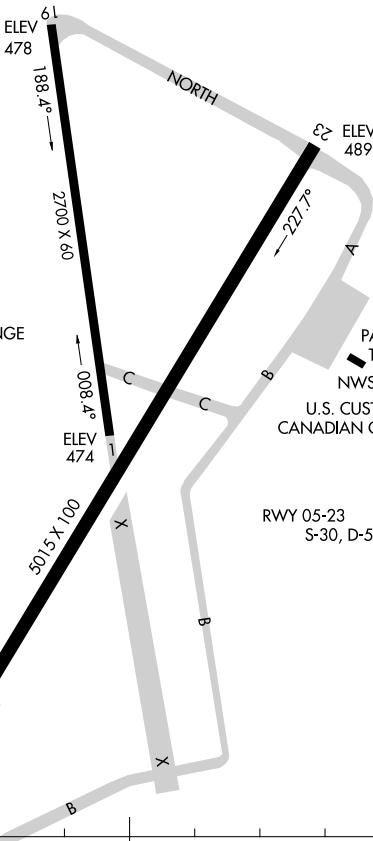 ELEV
478
19
188.4°
NORTH
23
ELEV
489
227.7°
2700 X 60
A
NGE
008.4°
C
C
B
PA
T
NWS
U.S. CUST
CANADIAN C
ELEV
474
1
5015 X 100
X
RWY 05-23
S-30, D-5
B
X
B